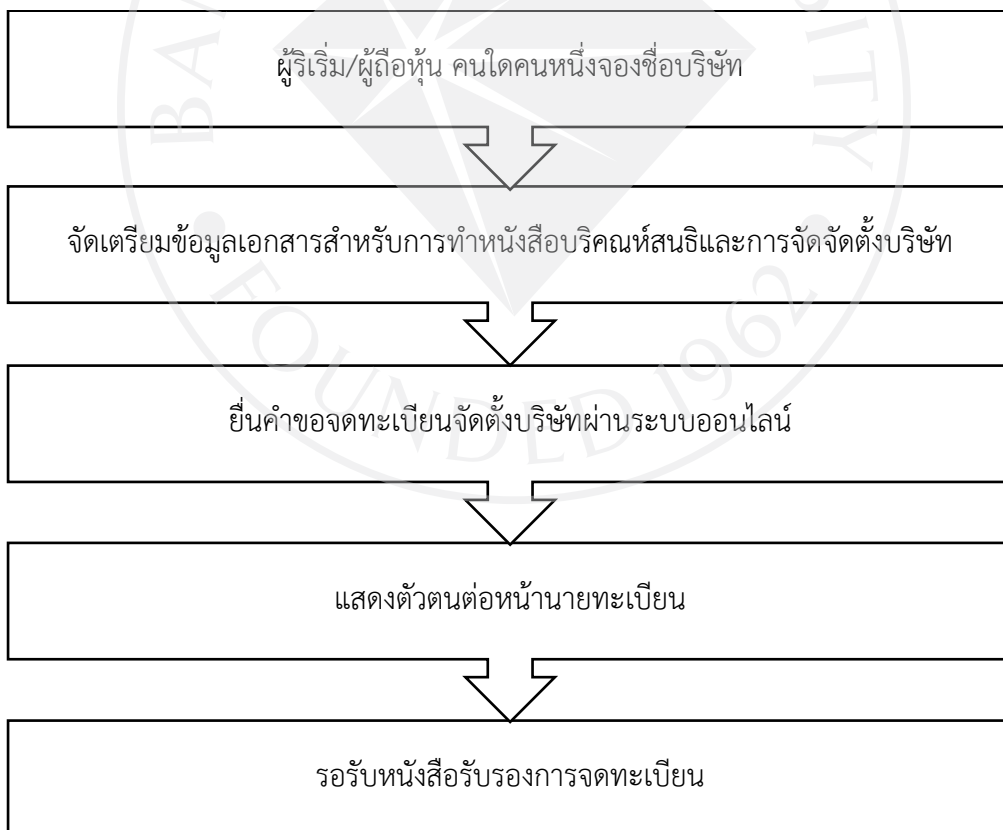 ผู้ริเริ่ม/ผู้ถือหุ้น คนใดคนหนึ่งจองชื่อบริษัท
จัดเตรียมข้อมูลเอกสารสำหรับการทำหนังสือบริคณห์สนธิและการจัดจัดตั้งบริษัท
ยื่นคำขอจดทะเบียนจัดตั้งบริษัทผ่านระบบออนไลน์
แสดงตัวตนต่อหน้านายทะเบียน
รอรับหนังสือรับรองการจดทะเบียน
FOUNDED 1962